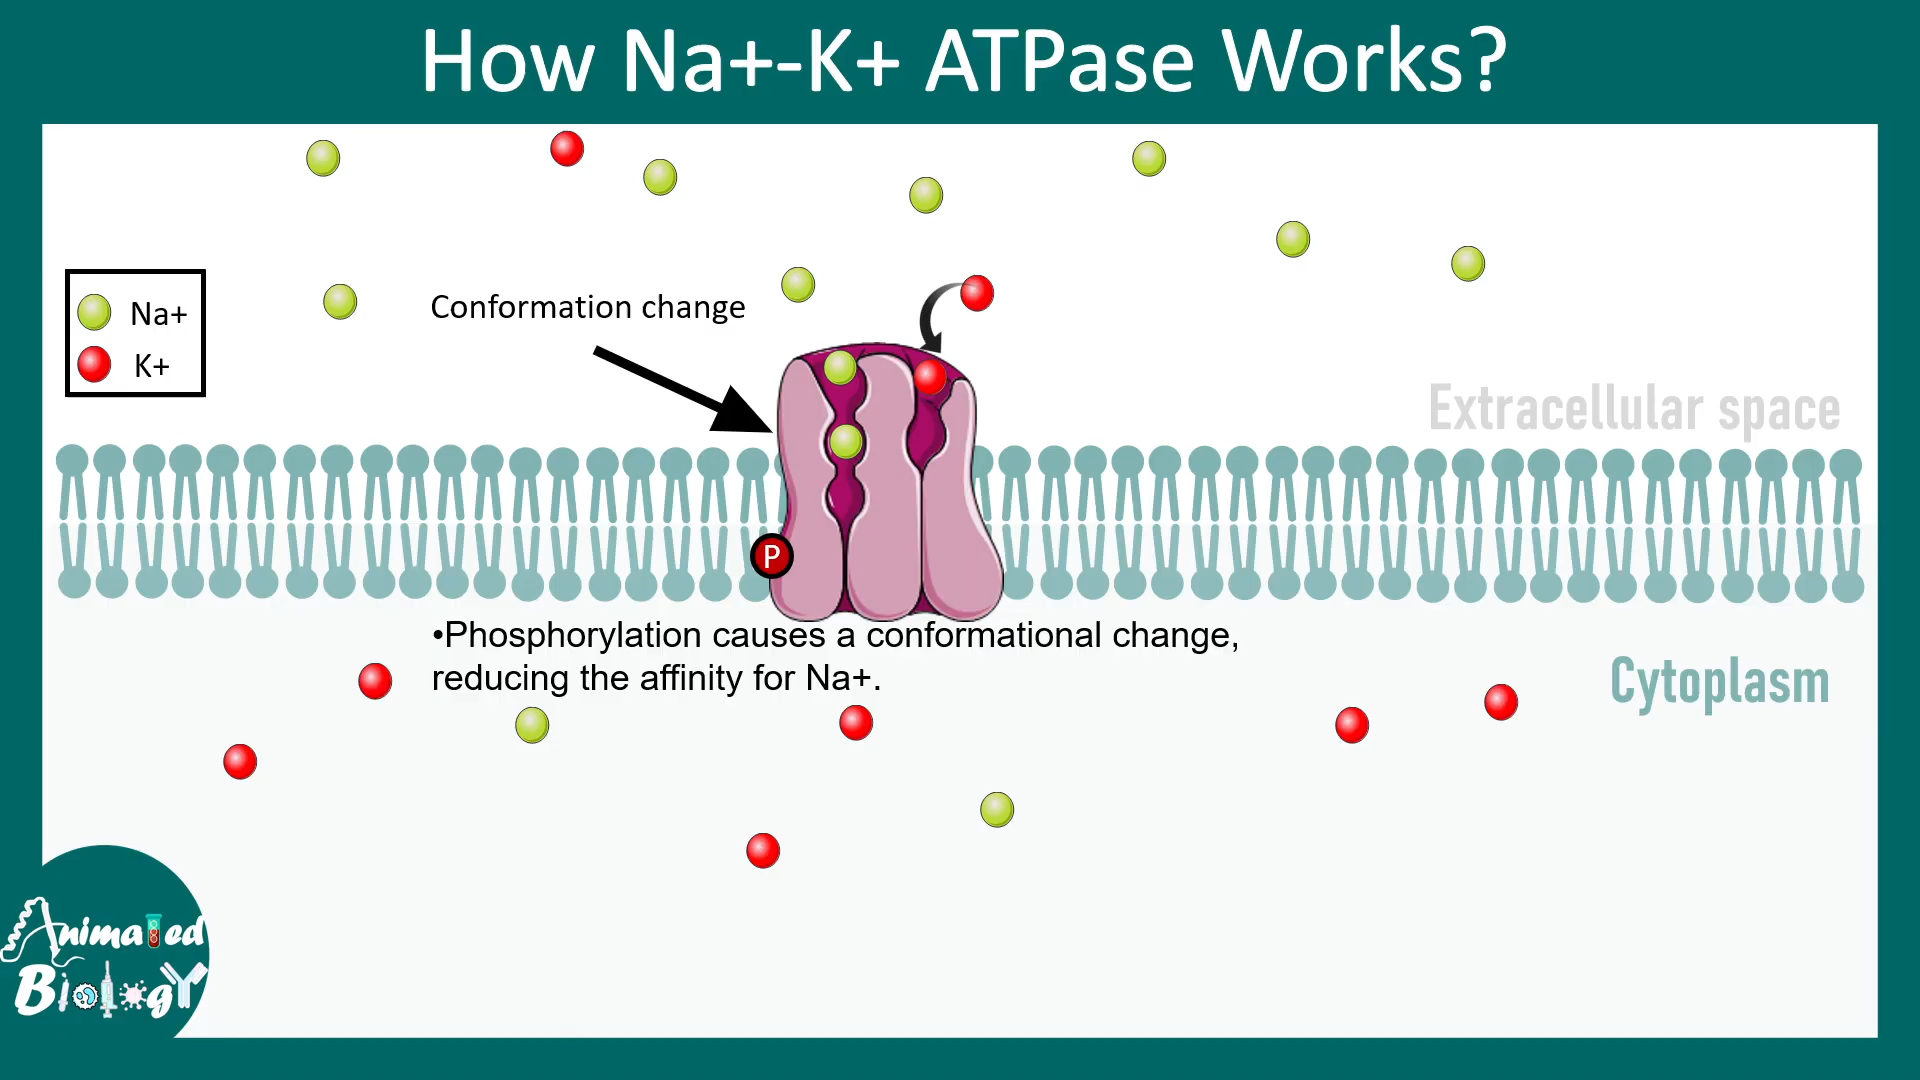 How Na+-K+ ATPase Works?
Na+
K+
Conformation change
Extracellular space
P
•Phosphorylation causes a conformational change,
reducing the affinity for Na+.
Cytoplasm
Animated
Biology